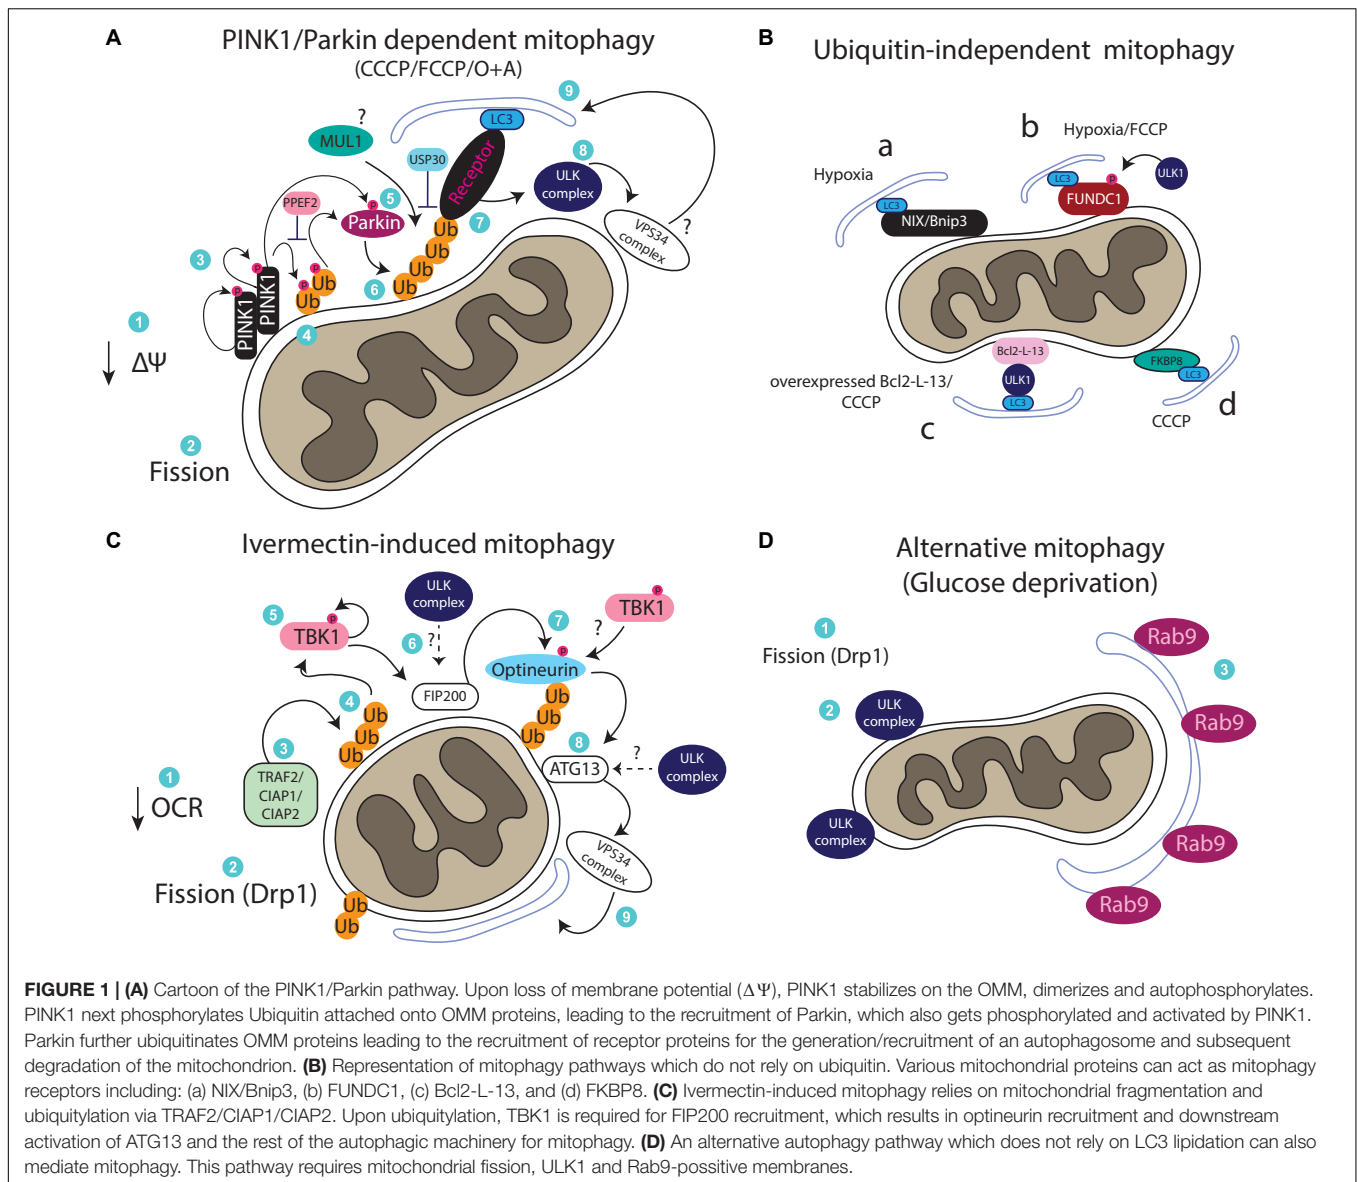 A
PINK1/Parkin dependent mitophagy
(CCCP/FCCP/O+A)
9
?
LC3
MUL1
USP30
Receptor
8
ULK
complex
PPEF2
P
5
Parkin
7
Ub
Ub
Ub
Ub
6
VPS34
complex
?
3
P
P
PINK1
PINK1
P
P
Ub
Ub
4
1
ΔΨ
2
Fission
B
Ubiquitin-independent mitophagy
a
Hypoxia
LC3
NIX/Bnip3
b
Hypoxia/FCCP
LC3
P
ULK1
FUNDC1
Bcl2-L-13
ULK1
LC3
overexpressed Bcl2-L-13/
CCCP
c
FKBP8
LC3
CCCP
d
C
Ivermectin-induced mitophagy
ULK
complex
5
P
TBK1
6
?
7
P
TBK1
?
P
Optineurin
FIP200
4
Ub
Ub
Ub
Ub
Ub
Ub
3
TRAF2/
CIAP1/
CIAP2
8
ATG13
?
ULK
complex
1
OCR
2
Fission (Drp1)
VPS34
complex
9
Ub
Ub
D
Alternative mitophagy
(Glucose deprivation)
1
Fission (Drp1)
2
ULK
complex
ULK
complex
Rab9
3
Rab9
Rab9
Rab9
FIGURE 1 | (A) Cartoon of the PINK1/Parkin pathway. Upon loss of membrane potential (ΔΨ), PINK1 stabilizes on the OMM, dimerizes and autophosphorylates.
PINK1 next phosphorylates Ubiquitin attached onto OMM proteins, leading to the recruitment of Parkin, which also gets phosphorylated and activated by PINK1.
Parkin further ubiquitinates OMM proteins leading to the recruitment of receptor proteins for the generation/recruitment of an autophagosome and subsequent
degradation of the mitochondrion. (B) Representation of mitophagy pathways which do not rely on ubiquitin. Various mitochondrial proteins can act as mitophagy
receptors including: (a) NIX/Bnip3, (b) FUNDC1, (c) Bcl2-L-13, and (d) FKBP8. (C) Ivermectin-induced mitophagy relies on mitochondrial fragmentation and
ubiquitylation via TRAF2/CIAP1/CIAP2. Upon ubiquitylation, TBK1 is required for FIP200 recruitment, which results in optineurin recruitment and downstream
activation of ATG13 and the rest of the autophagic machinery for mitophagy. (D) An alternative autophagy pathway which does not rely on LC3 lipidation can also
mediate mitophagy. This pathway requires mitochondrial fission, ULK1 and Rab9-possitive membranes.